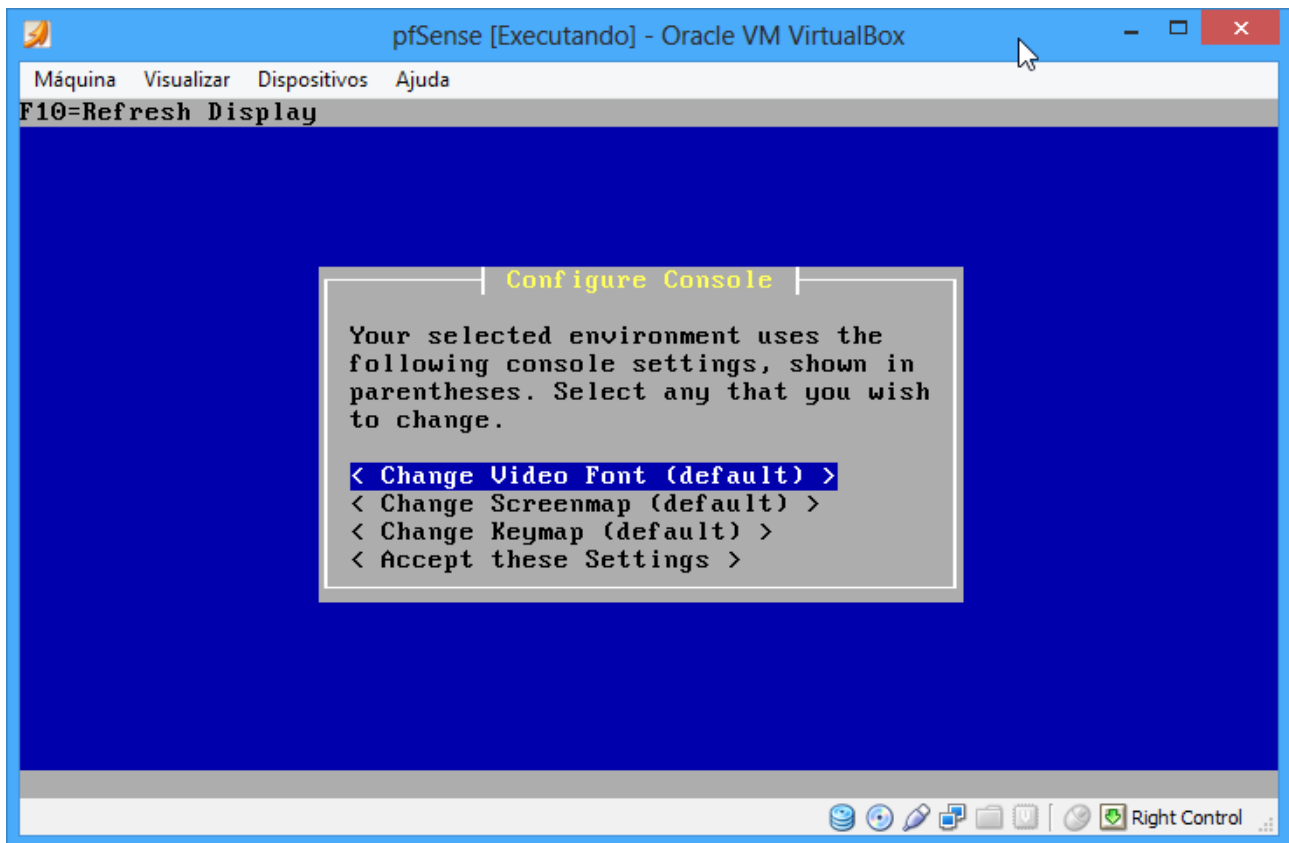 pfSense [Executando] - Oracle VM VirtualBox
Máquina Visualizar Dispositivos Ajuda
F10=Refresh Display
Configure Console
Your selected environment uses the
following console settings, shown in
parentheses. Select any that you wish
to change.
< Change Video Font (default) >
< Change Screenmap (default) >
< Change Keymap (default) >
< Accept these Settings >
Right Control